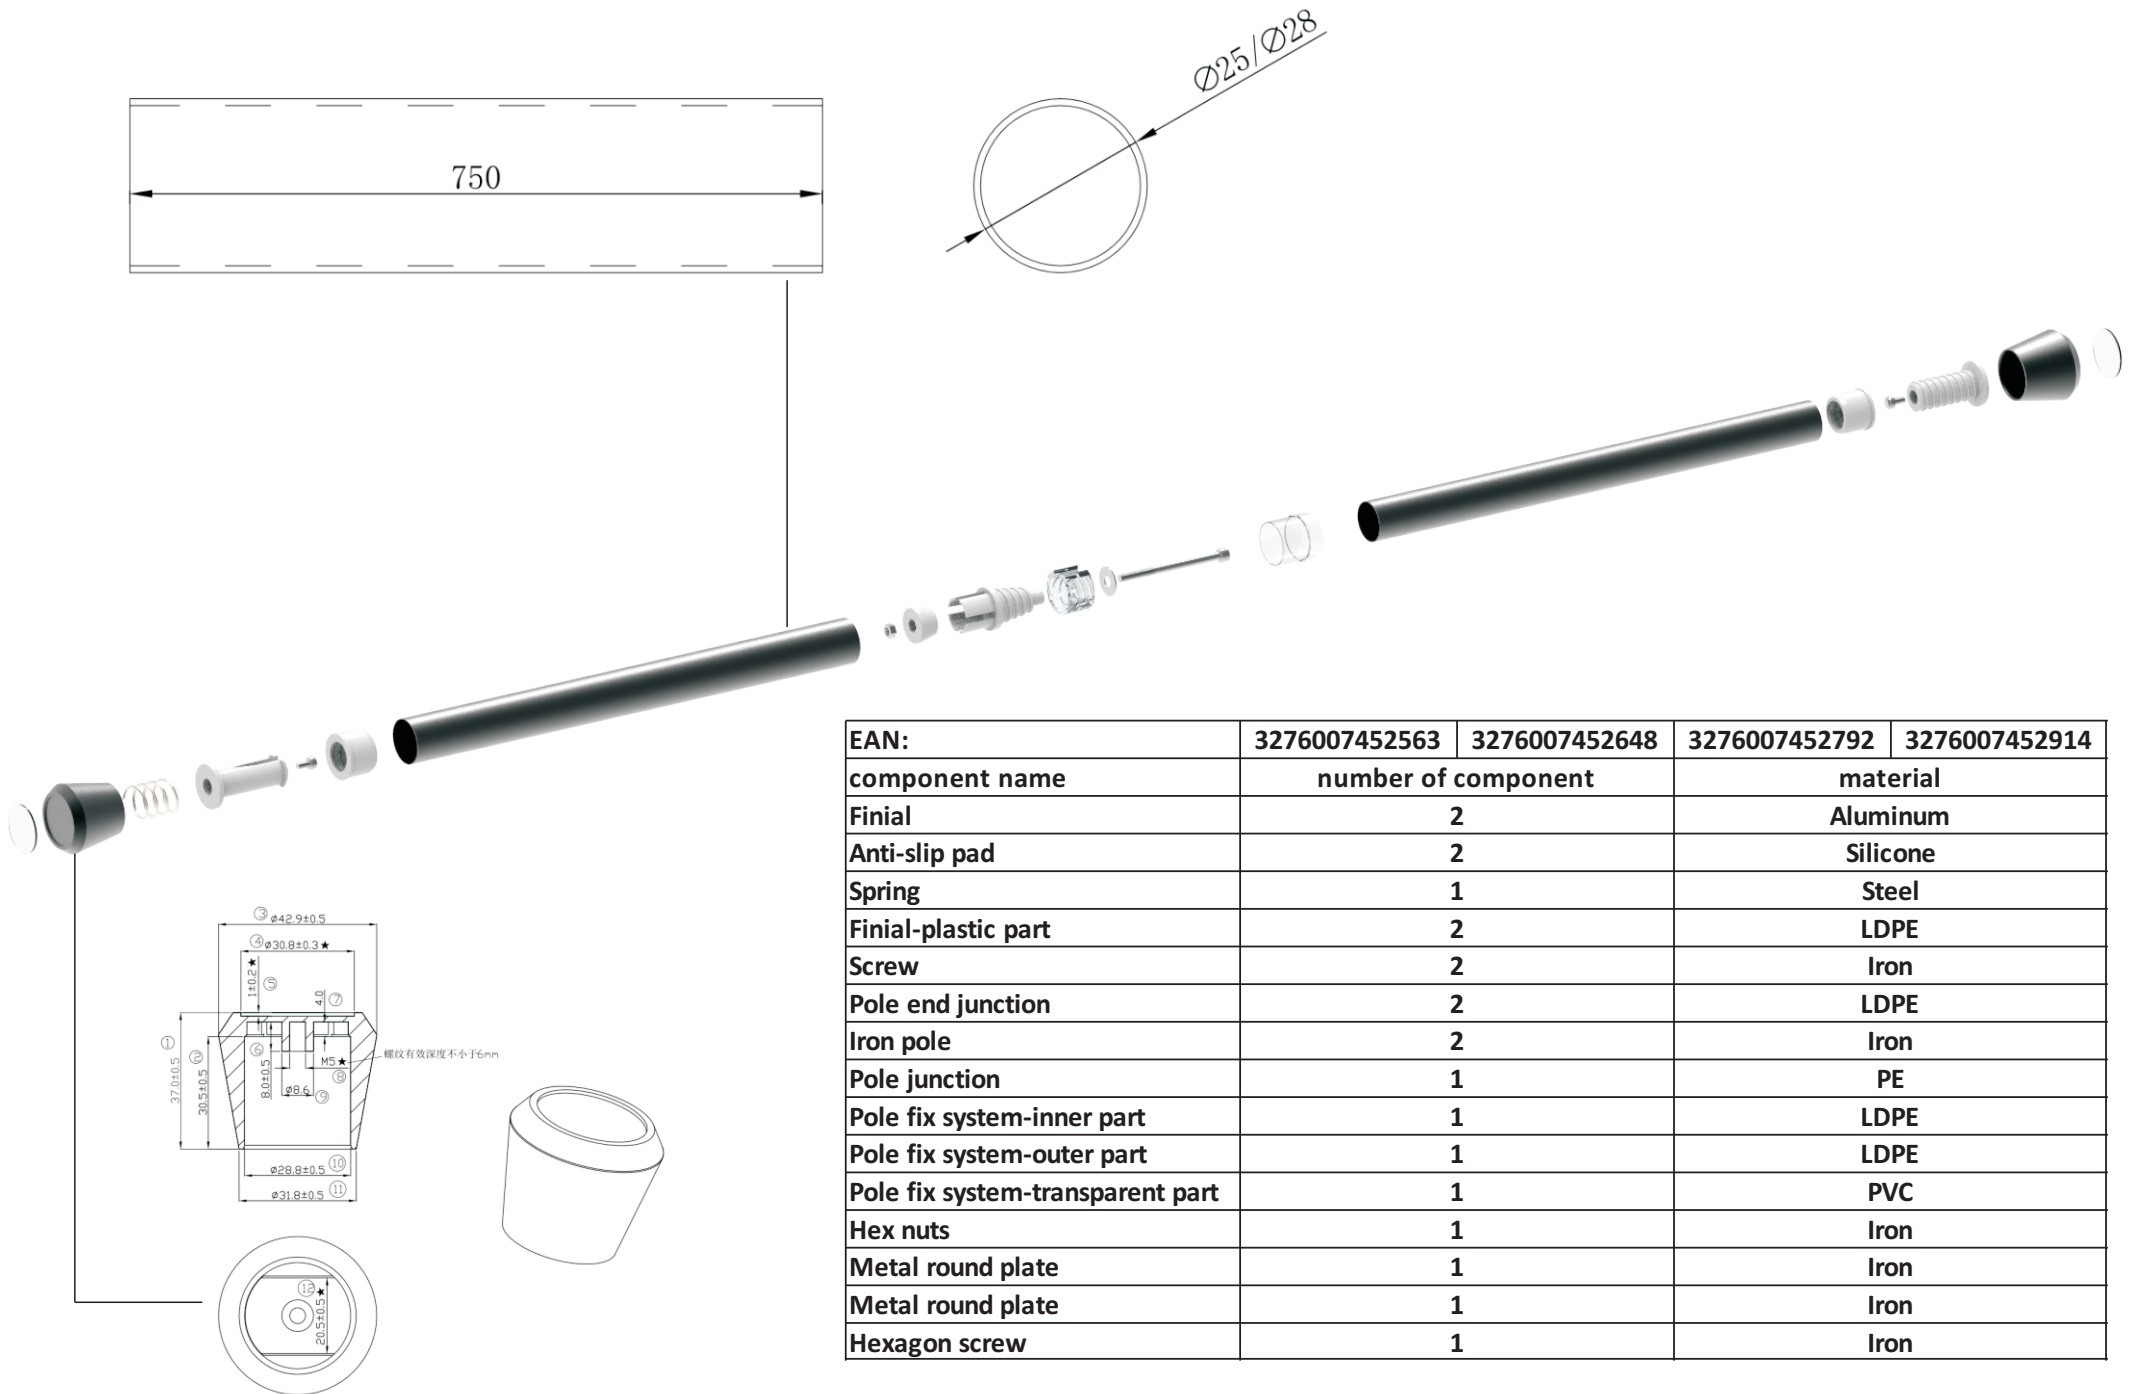 Ø25/Ø28
750
EAN: 3276007452563 3276007452648 3276007452792 3276007452914
component name number of component material
Finial 2 Aluminum
Anti-slip pad 2 Silicone
Spring 1 Steel
Finial-plastic part 2 LDPE
Screw 2 Iron
Pole end junction 2 LDPE
Iron pole 2 Iron
Pole junction 1 PE
Pole fix system-inner part 1 LDPE
Pole fix system-outer part 1 LDPE
Pole fix system-transparent part 1 PVC
Hex nuts 1 Iron
Metal round plate 1 Iron
Metal round plate 1 Iron
Hexagon screw 1 Iron
③ ø42.9±0.5
④ ø30.8±0.3★
1±0.2★ ⑤
4.0 ⑦
① 37.0±0.5
② 30.5±0.5
⑥ 8.0±0.5
M5★ ⑧
螺纹有效深度不小于6mm
ø8.6 ⑨
ø28.8±0.5 ⑩
ø31.8±0.5 ⑪
⑫ 20.5±0.5★